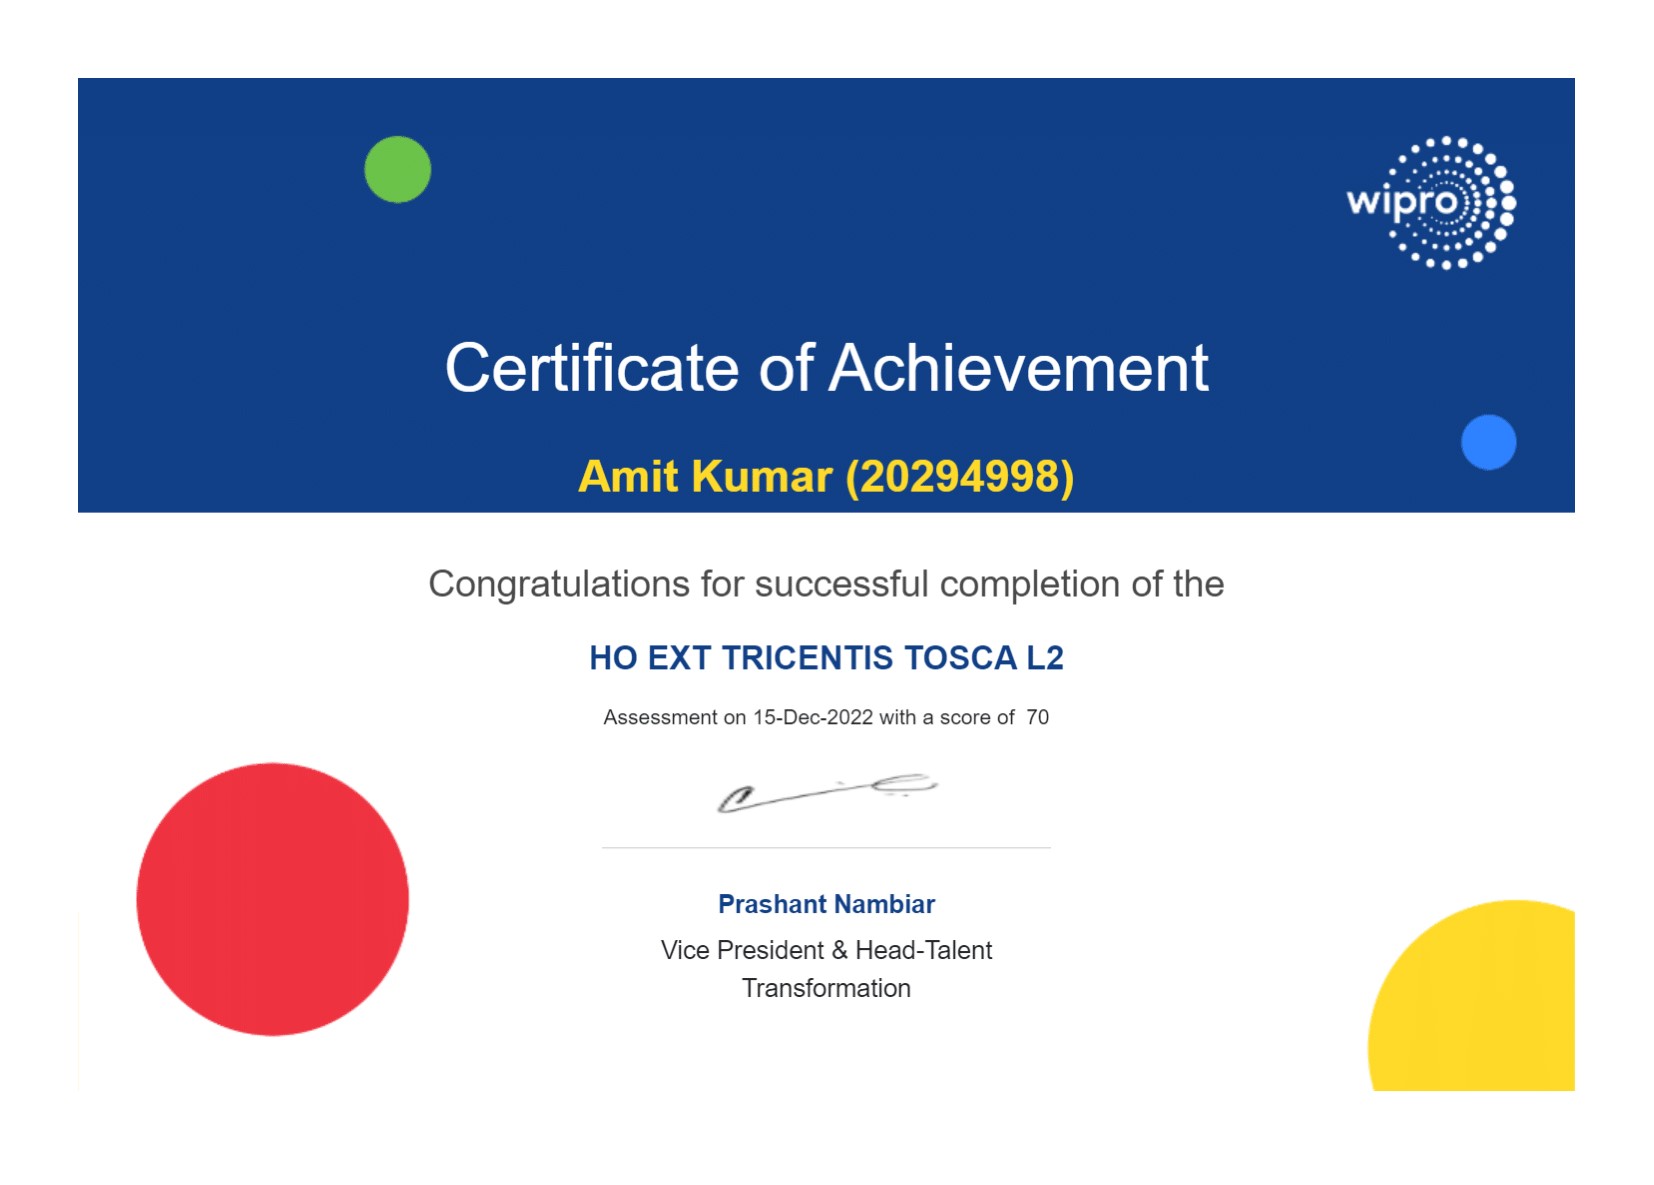 wipro
Certificate of Achievement
Amit Kumar (20294998)
Congratulations for successful completion of the
HO EXT TRICENTIS TOSCA L2
Assessment on 15-Dec-2022 with a score of 70
Prashant Nambiar
Vice President & Head-Talent
Transformation